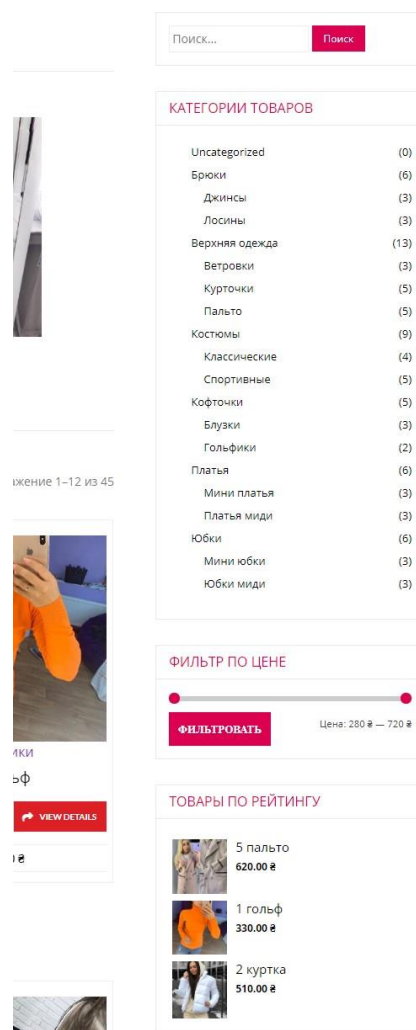 Поиск...
Поиск
КАТЕГОРИИ ТОВАРОВ
Uncategorized (0)
Брюки (6)
Джинсы (3)
Лосины (3)
Верхняя одежда (13)
Ветровки (3)
Курточки (5)
Пальто (5)
Костюмы (9)
Классические (4)
Спортивные (5)
Кофточки (5)
Блузки (3)
Гольфики (2)
Платья (6)
Мини платья (3)
Платья миди (3)
Юбки (6)
Мини юбки (3)
Юбки миди (3)
ажение 1–12 из 45
ики
ьф
VIEW DETAILS
₴
ФИЛЬТР ПО ЦЕНЕ
ФИЛЬТРОВАТЬ
Цена: 280 ₴ — 720 ₴
ТОВАРЫ ПО РЕЙТИНГУ
5 пальто
620.00 ₴
1 гольф
330.00 ₴
2 куртка
510.00 ₴